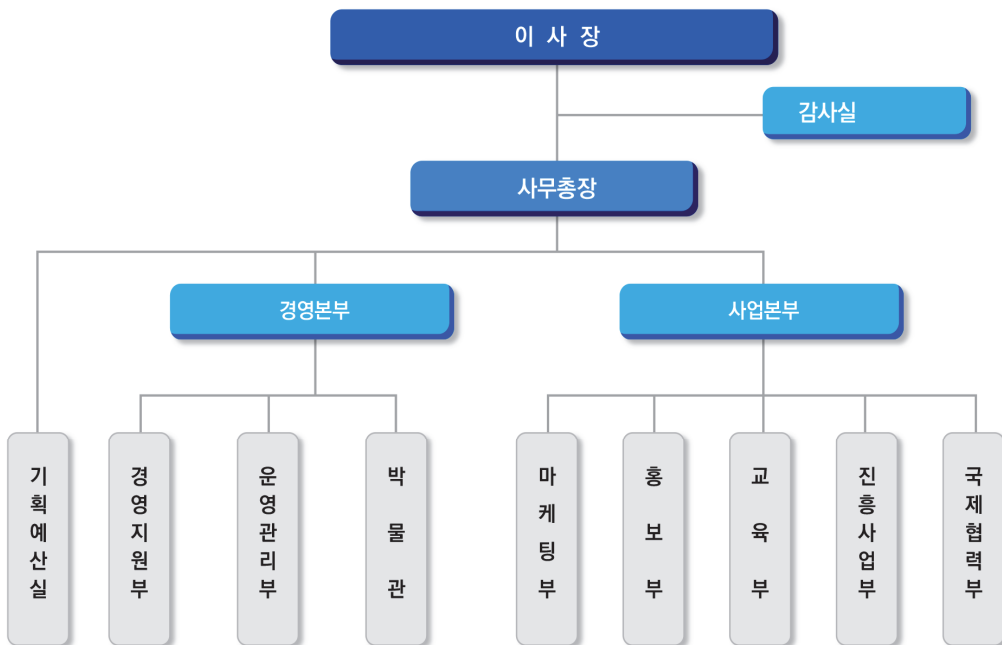 이 사 장
감사실
사무총장
경영본부
사업본부
기획예산실
경영지원부
운영관리부
박물관
마케팅부
홍보부
교육부
진흥사업부
국제협력부